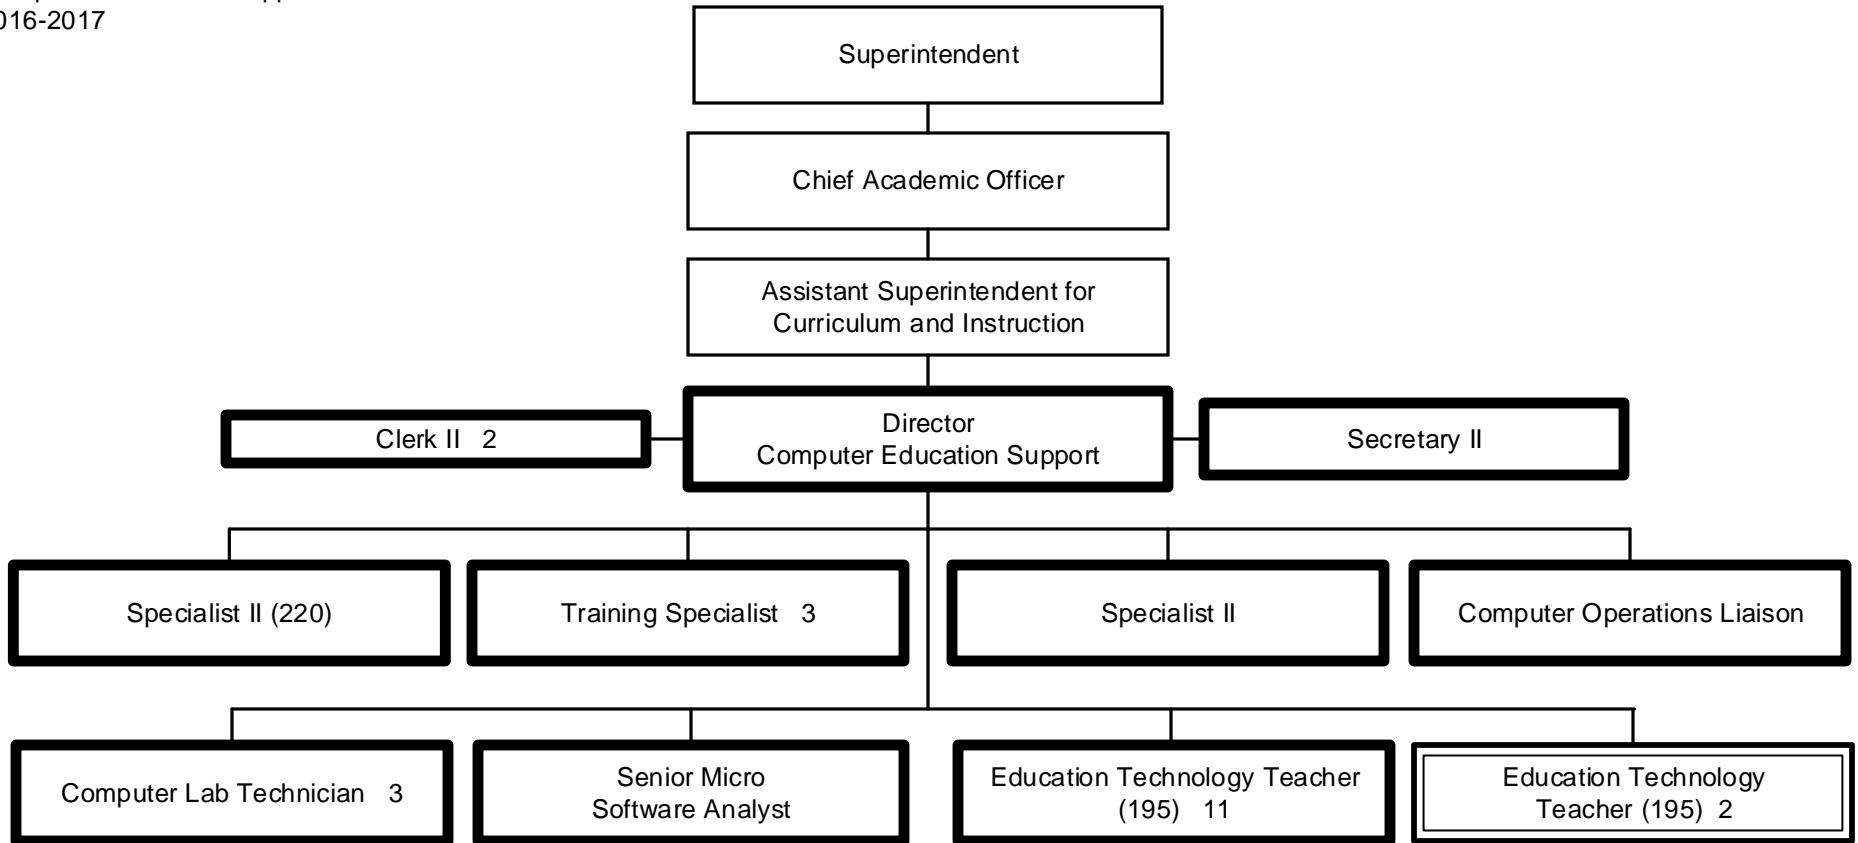 Superintendent
Chief Academic Officer
Assistant Superintendent for
Curriculum and Instruction
Clerk II 2
Director
Computer Education Support
Secretary II
Specialist II (220)
Training Specialist 3
Specialist II
Computer Operations Liaison
Computer Lab Technician 3
Senior Micro
Software Analyst
Education Technology Teacher
(195) 11
Education Technology
Teacher (195) 2